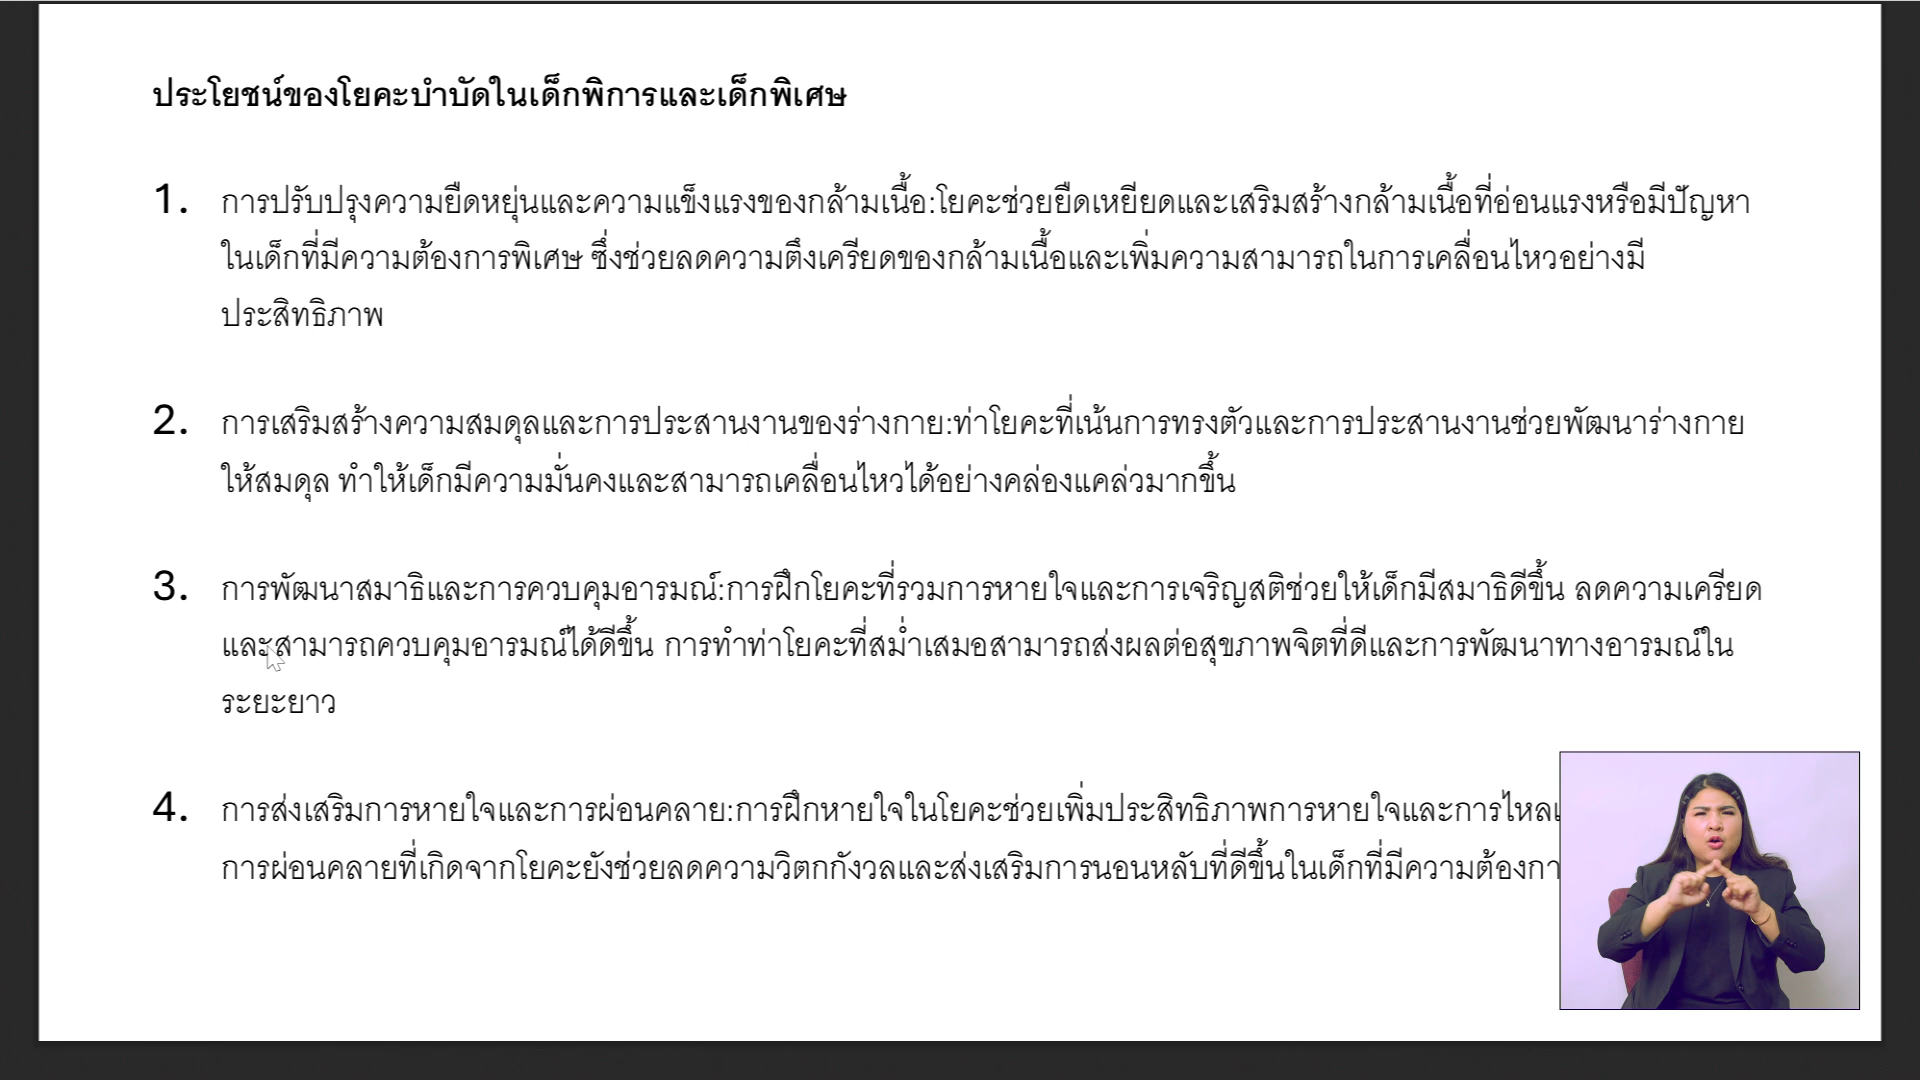 ประโยชน์ของโยคะบำบัดในเด็กพิการและเด็กพิเศษ
1. การปรับปรุงความยืดหยุ่นและความแข็งแรงของกล้ามเนื้อ:โยคะช่วยยืดเหยียดและเสริมสร้างกล้ามเนื้อที่อ่อนแรงหรือมีปัญหา
ในเด็กที่มีความต้องการพิเศษ ซึ่งช่วยลดความตึงเครียดของกล้ามเนื้อและเพิ่มความสามารถในการเคลื่อนไหวอย่างมี
ประสิทธิภาพ
2. การเสริมสร้างความสมดุลและการประสานงานของร่างกาย:ท่าโยคะที่เน้นการทรงตัวและการประสานงานช่วยพัฒนาร่างกาย
ให้สมดุล ทำให้เด็กมีความมั่นคงและสามารถเคลื่อนไหวได้อย่างคล่องแคล่วมากขึ้น
3. การพัฒนาสมาธิและการควบคุมอารมณ์:การฝึกโยคะที่รวมการหายใจและการเจริญสติช่วยให้เด็กมีสมาธิดีขึ้น ลดความเครียด
และสามารถควบคุมอารมณ์ได้ดีขึ้น การทำท่าโยคะที่สม่ำเสมอสามารถส่งผลต่อสุขภาพจิตที่ดีและการพัฒนาทางอารมณ์ใน
ระยะยาว
4. การส่งเสริมการหายใจและการผ่อนคลาย:การฝึกหายใจในโยคะช่วยเพิ่มประสิทธิภาพการหายใจและการไหล
การผ่อนคลายที่เกิดจากโยคะยังช่วยลดความวิตกกังวลและส่งเสริมการนอนหลับที่ดีขึ้นในเด็กที่มีความต้องกา